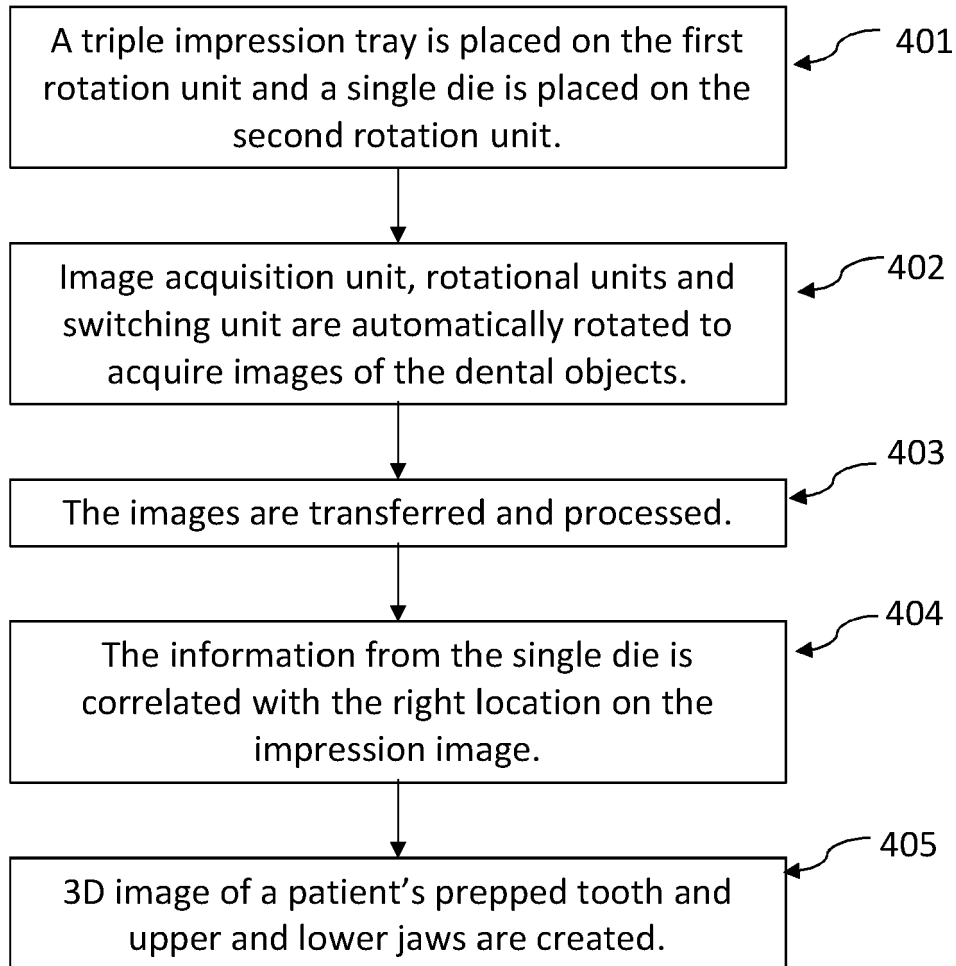 A triple impression tray is placed on the first
rotation unit and a single die is placed on the
second rotation unit.
401
Image acquisition unit, rotational units and
switching unit are automatically rotated to
acquire images of the dental objects.
402
The images are transferred and processed.
403
The information from the single die is
correlated with the right location on the
impression image.
404
3D image of a patient’s prepped tooth and
upper and lower jaws are created.
405